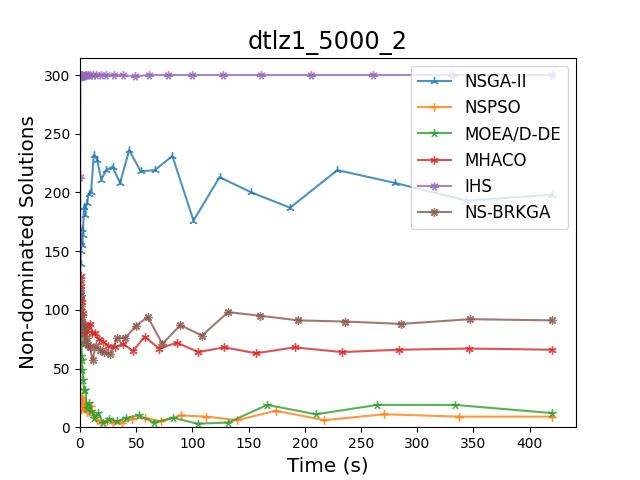 dtlz1_5000_2
Non-dominated Solutions
300
250
200
150
100
50
0
0 50 100 150 200 250 300 350 400
Time (s)
NSGA-II
NSPSO
MOEA/D-DE
MHACO
IHS
NS-BRKGA